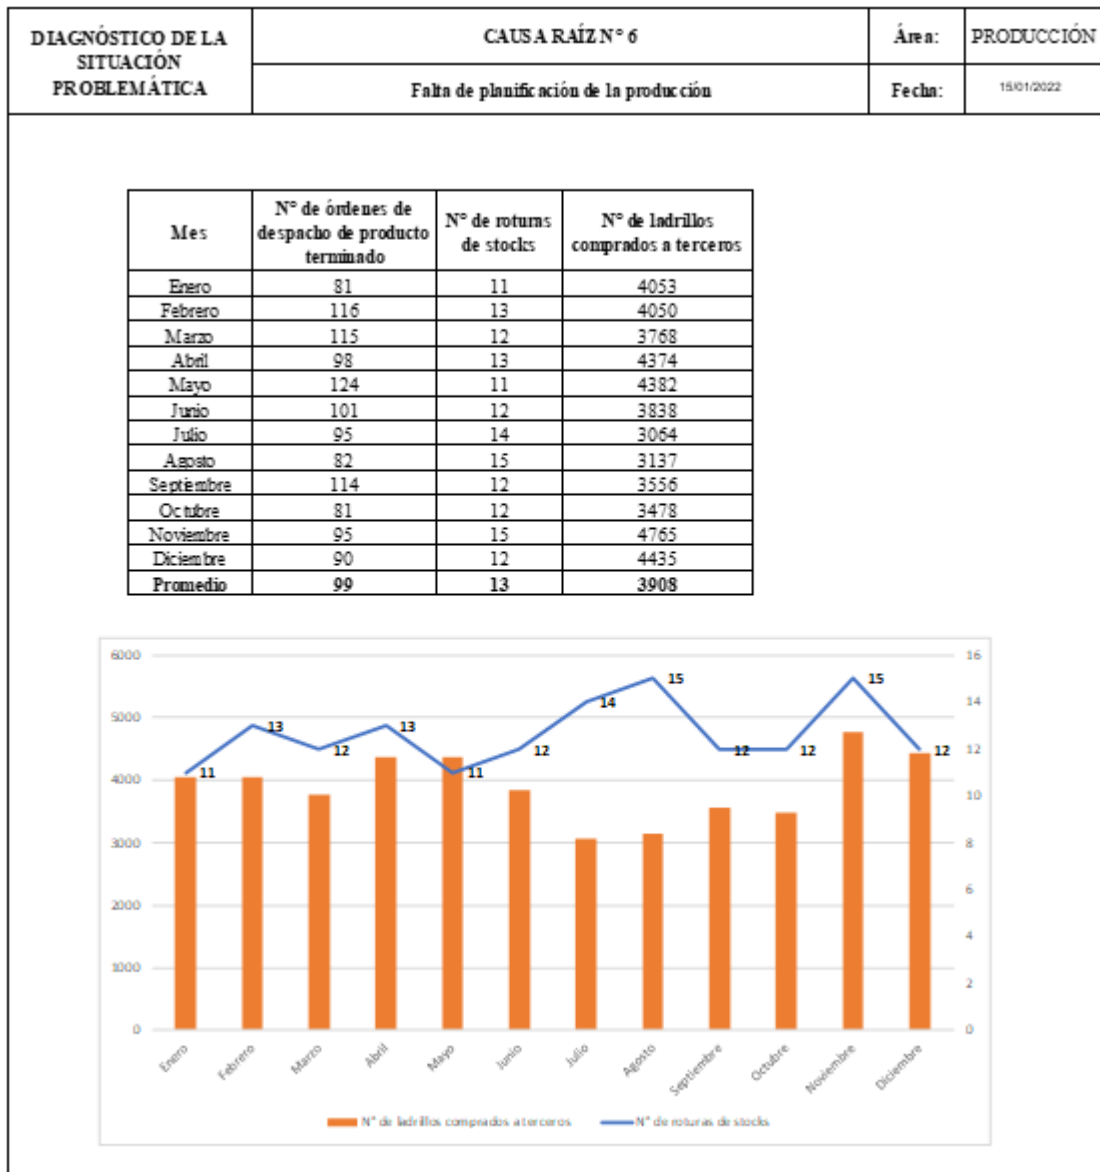 DIAGNÓSTICO DE LA
SITUACIÓN
PROBLEMÁTICA
CAUSA RAÍZ N° 6
Área:
PRODUCCIÓN
Falta de planificación de la producción
Fecha:
15/01/2022
Mes
N° de órdenes de
despacho de producto
terminado
N° de roturas
de stocks
N° de ladrillos
comprados a terceros
Enero 81 11 4053
Febrero 116 13 4050
Marzo 115 12 3768
Abril 98 13 4374
Mayo 124 11 4382
Junio 101 12 3838
Julio 95 14 3064
Agosto 82 15 3137
Septiembre 114 12 3556
Octubre 81 12 3478
Noviembre 95 15 4765
Diciembre 90 12 4435
Promedio 99 13 3908
6000
5000
4000
3000
2000
1000
0
16
14
12
10
8
6
4
2
0
11
13
12
13
11
12
14
15
12
12
15
12
Enero
Febrero
Marzo
Abril
Mayo
Junio
Julio
Agosto
Septiembre
Octubre
Noviembre
Diciembre
N° de ladrillos comprados a terceros
N° de roturas de stocks